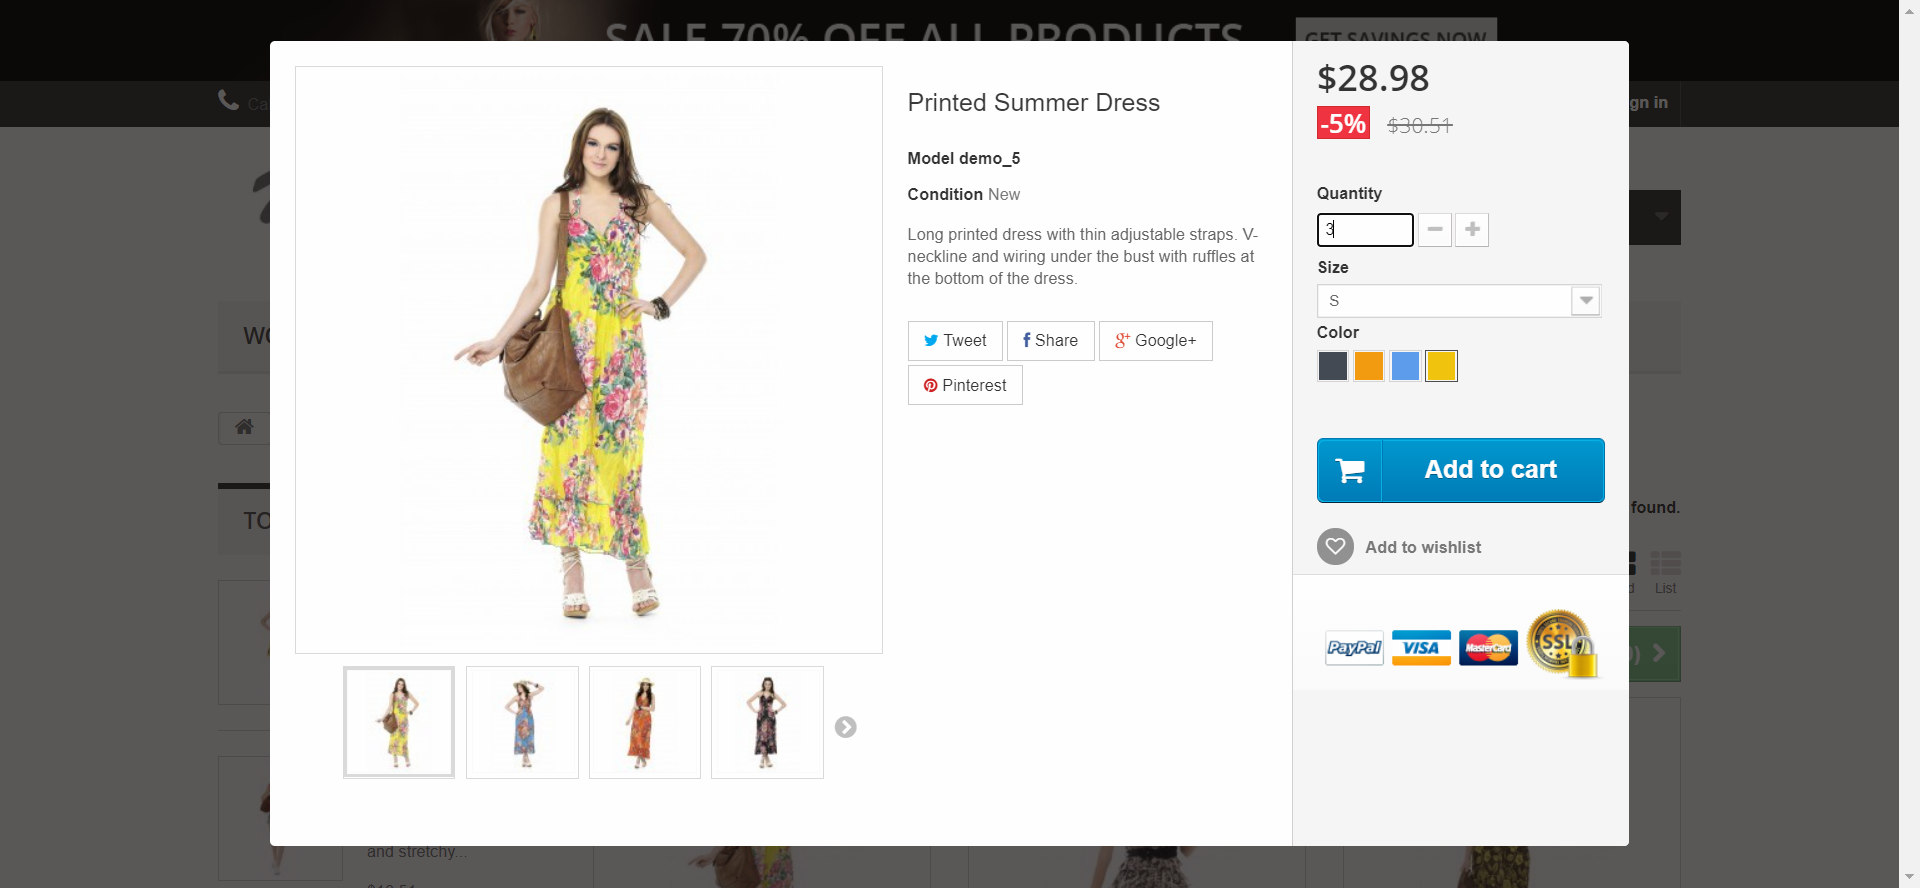 SALE 70% OFF ALL PRODUCTS
GET SAVINGS NOW
Ca
gn in
WO
TO
found.
List
and stretchy...
Printed Summer Dress
Model demo_5
Condition New
Long printed dress with thin adjustable straps. V-
neckline and wiring under the bust with ruffles at
the bottom of the dress.
Tweet
Share
Google+
Pinterest
$28.98
-5% $30.51
Quantity
3
Size
S
Color
Add to cart
Add to wishlist
PayPal VISA MasterCard SSL